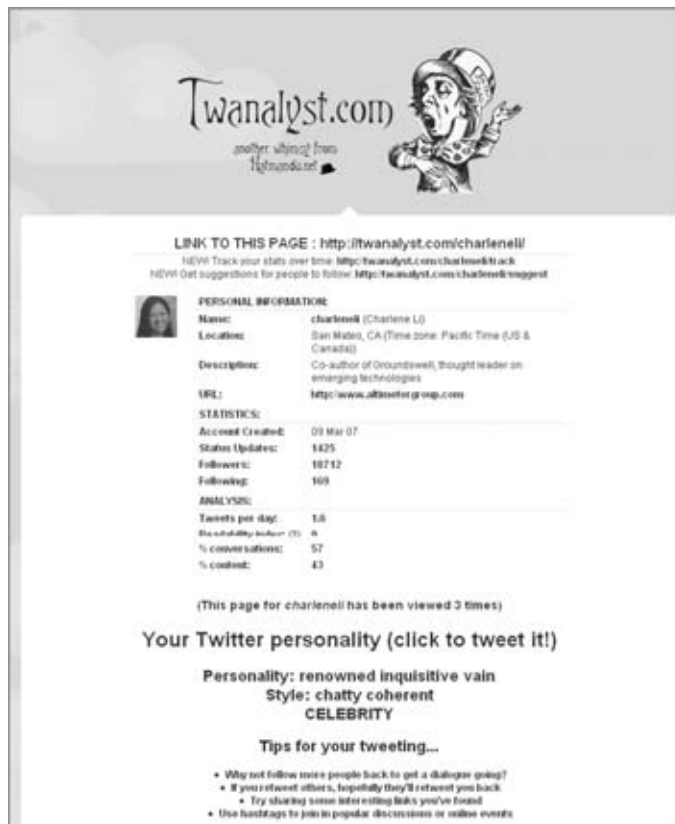 Twanalyst.com
another whimsy from
Hatmandu.net
LINK TO THIS PAGE : http://twanalyst.com/charleneli/
NEW! Track your stats over time: http://twanalyst.com/charleneli/track
NEW! Get suggestions for people to follow: http://twanalyst.com/charleneli/suggest
PERSONAL INFORMATION:
Name: charleneli (Charlene Li)
Location: San Mateo, CA (Time zone: Pacific Time (US &
Canada))
Description: Co-author of Groundswell, thought leader on
emerging technologies
URL: http://www.altimetergroup.com
STATISTICS:
Account Created: 09 Mar 07
Status Updates: 1425
Followers: 18712
Following: 169
ANALYSIS:
Tweets per day: 1.6
Readability index: (?)
% conversations: 57
% content: 43
(This page for charleneli has been viewed 3 times)
Your Twitter personality (click to tweet it!)
Personality: renowned inquisitive vain
Style: chatty coherent
CELEBRITY
Tips for your tweeting...
• Why not follow more people back to get a dialogue going?
• If you retweet others, hopefully they'll retweet you back
• Try sharing some interesting links you've found
• Use hashtags to join in popular discussions or online events